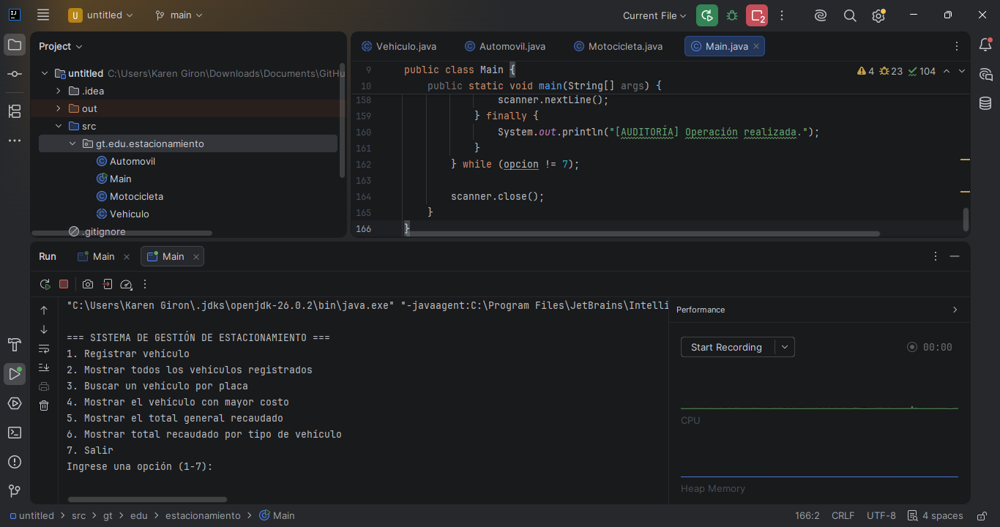 U untitled main Current File 2
Project
untitled C:\Users\Karen Giron\Downloads\Documents\GitHu
.idea
out
src
gt.edu.estacionamiento
Automovil
Main
Motocicleta
Vehiculo
.gitignore
Vehiculo.java Automovil.java Motocicleta.java Main.java
4 23 104
9 public class Main {
10 public static void main(String[] args) {
158 scanner.nextLine();
159 } finally {
160 System.out.println("[AUDITORÍA] Operación realizada.");
161 }
162 } while (opcion != 7);
163
164 scanner.close();
165 }
166 }
Run Main Main
"C:\Users\Karen Giron\.jdks\openjdk-26.0.2\bin\java.exe" "-javaagent:C:\Program Files\JetBrains\Intelli
=== SISTEMA DE GESTIÓN DE ESTACIONAMIENTO ===
1. Registrar vehículo
2. Mostrar todos los vehículos registrados
3. Buscar un vehículo por placa
4. Mostrar el vehículo con mayor costo
5. Mostrar el total general recaudado
6. Mostrar total recaudado por tipo de vehículo
7. Salir
Ingrese una opción (1-7):
Performance
Start Recording 00:00
CPU
Heap Memory
untitled > src > gt > edu > estacionamiento > Main 166:2 CRLF UTF-8 4 spaces